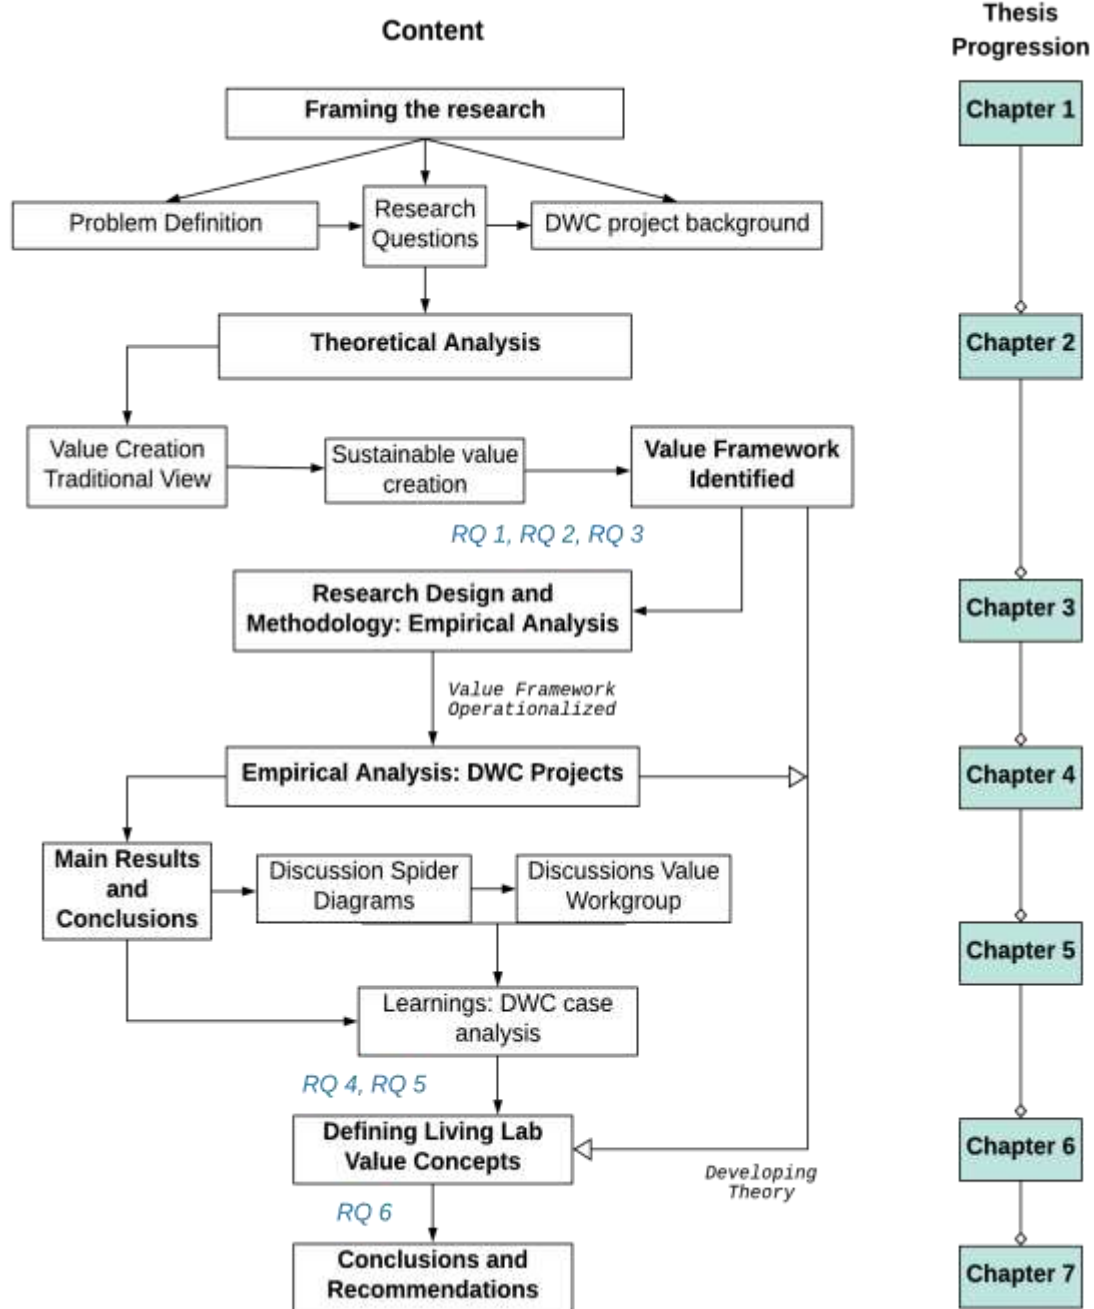 Content
Thesis
Progression
Framing the research
Chapter 1
Problem Definition
Research
Questions
DWC project background
Theoretical Analysis
Chapter 2
Value Creation
Traditional View
Sustainable value
creation
Value Framework
Identified
RQ 1, RQ 2, RQ 3
Research Design and
Methodology: Empirical Analysis
Chapter 3
Value Framework
Operationalized
Empirical Analysis: DWC Projects
Chapter 4
Main Results
and
Conclusions
Discussion Spider
Diagrams
Discussions Value
Workgroup
Chapter 5
Learnings: DWC case
analysis
RQ 4, RQ 5
Defining Living Lab
Value Concepts
Chapter 6
Developing
Theory
RQ 6
Conclusions and
Recommendations
Chapter 7